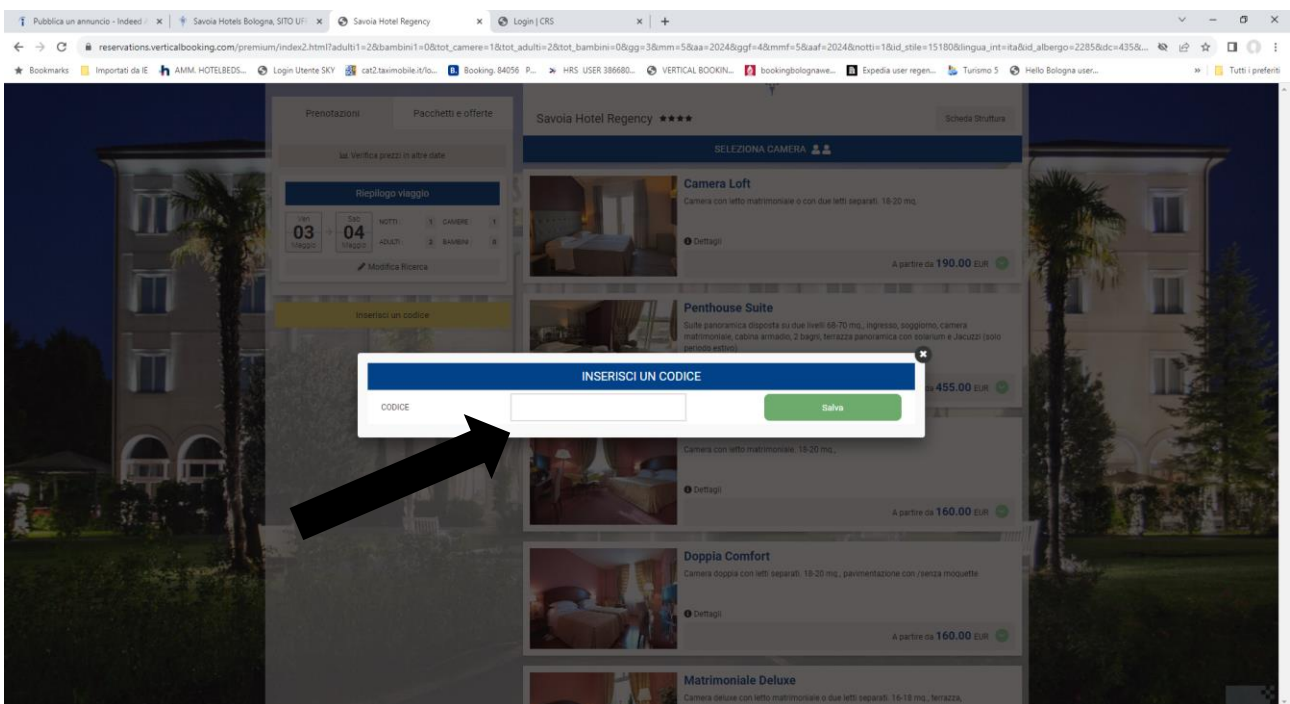 Pubblica un annuncio - Indeed
Savoia Hotels Bologna, SITO UF
Savoia Hotel Regency
Login | CRS
reservations.verticalbooking.com/premium/index2.html?adulti1=2&bambini1=0&tot_camere=1&tot_adulti=2&tot_bambini=0&gg=3&mm=5&aa=2024&ggf=4&mmf=5&aaf=2024&notti=1&id_stile=15180&lingua_int=ita&id_albergo=2285&dc=435&...
Bookmarks
Importati da IE
AMM. HOTELBEDS...
Login Utente SKY
cat2.taximobile.it/lo...
Booking. 84056 P...
HRS USER 386680...
VERTICAL BOOKIN...
bookingbolognawe...
Expedia user regen...
Turismo 5
Hello Bologna user...
»
Tutti i preferiti
Prenotazioni
Pacchetti e offerte
Verifica prezzi in altre date
Riepilogo viaggio
Ven
03
Maggio
Sab
04
Maggio
NOTTI 1 CAMERE 1
ADULTI 2 BAMBINI 0
Modifica Ricerca
Inserisci un codice
Savoia Hotel Regency ★★★★
Scheda Struttura
SELEZIONA CAMERA
Camera Loft
Camera con letto matrimoniale o con due letti separati. 18-20 mq.
Dettagli
A partire da 190.00 EUR
Penthouse Suite
Suite panoramica disposta su due livelli 68-70 mq., ingresso, soggiorno, camera
matrimoniale, cabina armadio, 2 bagni, terrazza panoramica con solarium e Jacuzzi (solo
periodo estivo)
da 455.00 EUR
INSERISCI UN CODICE
CODICE
Salva
Camera con letto matrimoniale. 16-20 mq.,
Dettagli
A partire da 160.00 EUR
Doppia Comfort
Camera doppia con letti separati. 18-20 mq., pavimentazione con /senza moquette
Dettagli
A partire da 160.00 EUR
Matrimoniale Deluxe
Camera deluxe con letto matrimoniale o due letti separati. 16-18 mq., terrazza,